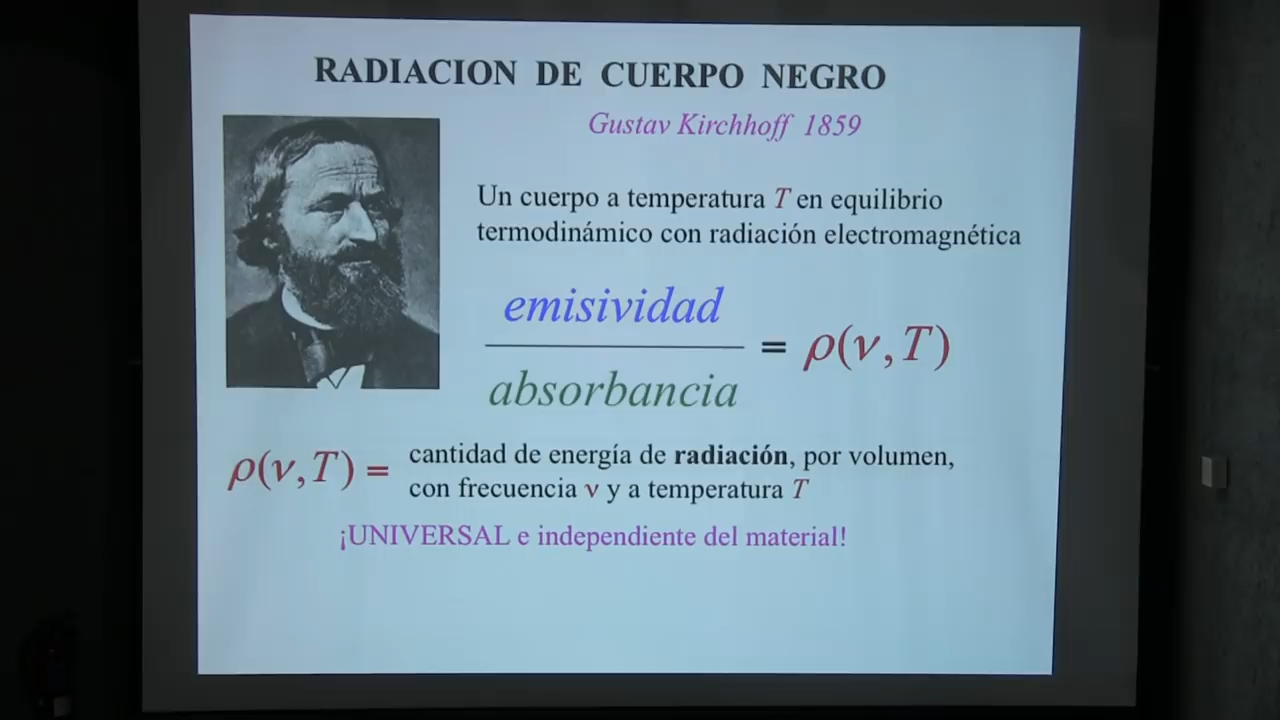 RADIACION DE CUERPO NEGRO
Gustav Kirchhoff 1859
Un cuerpo a temperatura T en equilibrio
termodinámico con radiación electromagnética
emisividad
absorbancia
= ρ(ν,T)
ρ(ν,T) =
cantidad de energía de radiación, por volumen,
con frecuencia ν y a temperatura T
¡UNIVERSAL e independiente del material!